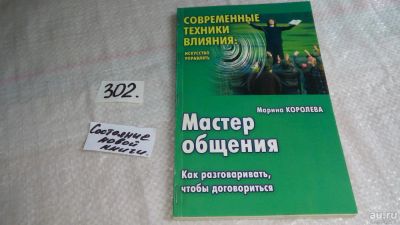 СОВРЕМЕННЫЕ
ТЕХНИКИ
ВЛИЯНИЯ:
ИСКУССТВО
УПРАВЛЯТЬ
302.
Марина КОРОЛЕВА
Мастер
общения
Состояние
новой
книги.
Как разговаривать,
чтобы договориться
au.ru